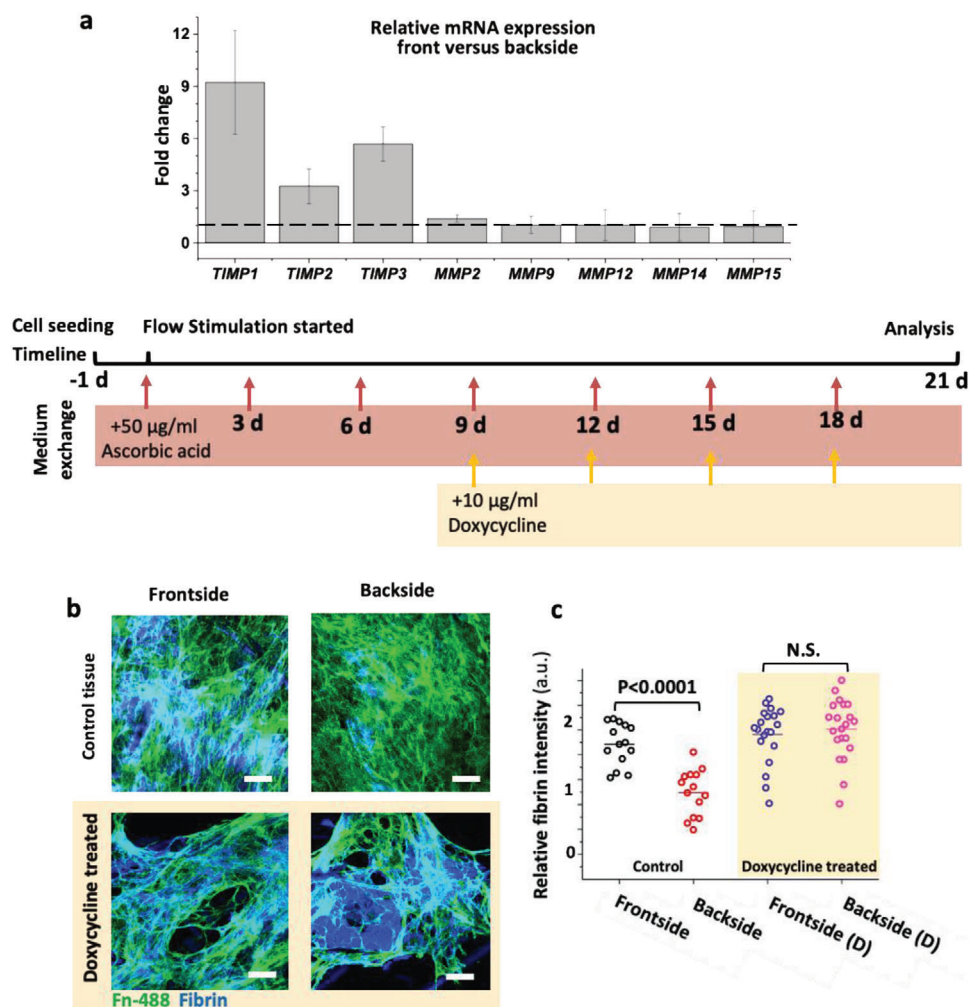 a
Relative mRNA expression
front versus backside
Fold change
12
9
6
3
0
TIMP1 TIMP2 TIMP3 MMP2 MMP9 MMP12 MMP14 MMP15
Cell seeding Flow Stimulation started Analysis
Timeline
-1 d 21 d
Medium
exchange
+50 µg/ml
Ascorbic acid
3 d 6 d 9 d 12 d 15 d 18 d
+10 µg/ml
Doxycycline
b
Frontside Backside
Control tissue
Doxycycline treated
Fn-488 Fibrin
c
Relative fibrin intensity (a.u.)
2
1
0
P<0.0001
N.S.
Control Doxycycline treated
Frontside Backside Frontside (D) Backside (D)